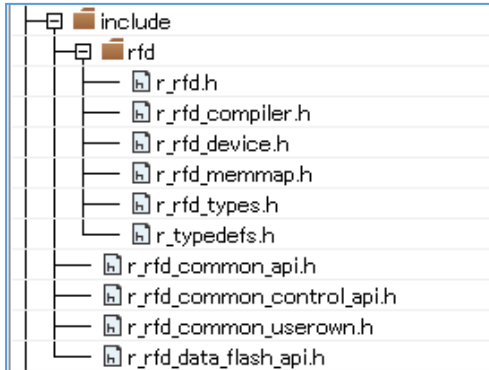 include
rfd
r_rfd.h
r_rfd_compiler.h
r_rfd_device.h
r_rfd_memmap.h
r_rfd_types.h
r_typedefs.h
r_rfd_common_api.h
r_rfd_common_control_api.h
r_rfd_common_userown.h
r_rfd_data_flash_api.h